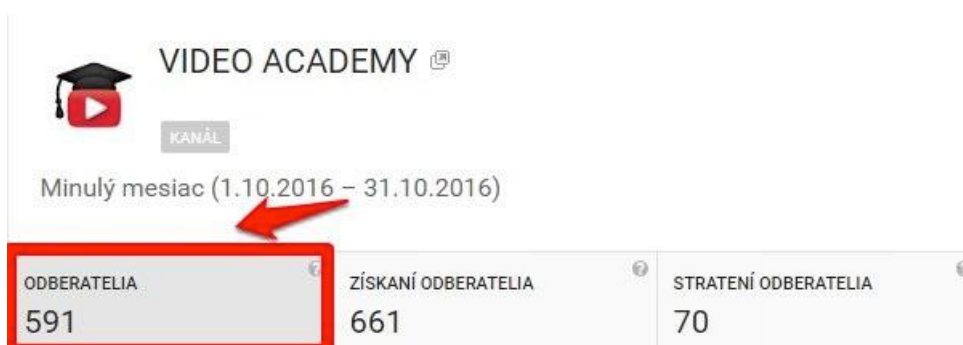 VIDEO ACADEMY
KANÁL
Minulý mesiac (1.10.2016 – 31.10.2016)
ODBERATELIA
591
ZÍSKANÍ ODBERATELIA
661
STRATENÍ ODBERATELIA
70